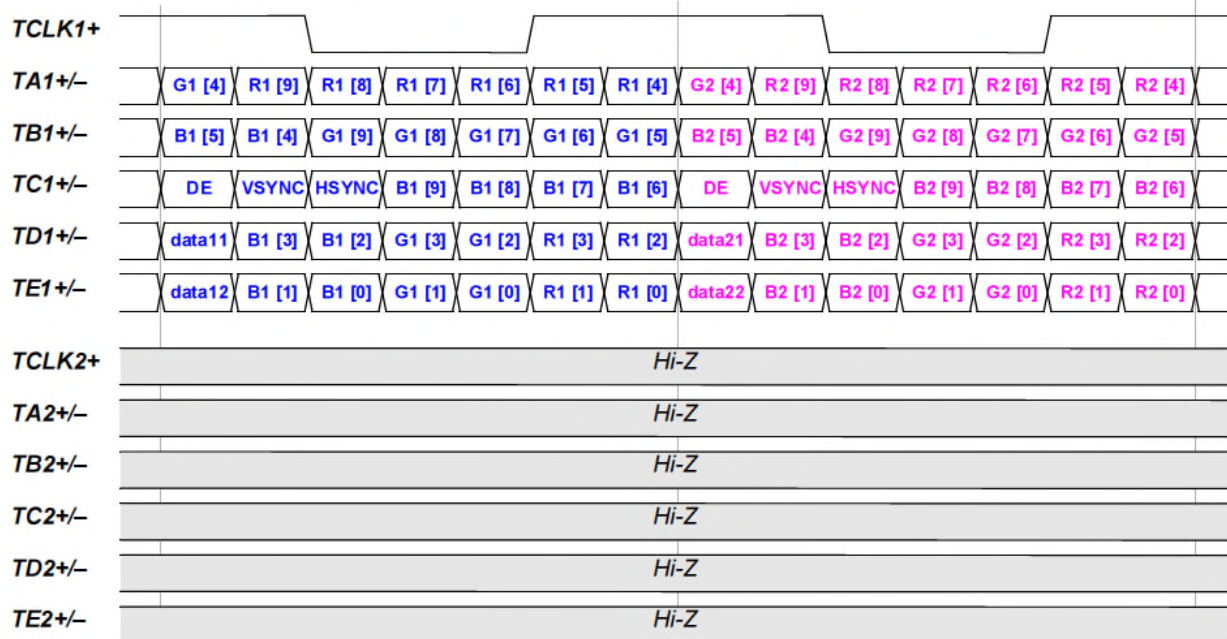 TCLK1+
TA1+/– G1 [4] R1 [9] R1 [8] R1 [7] R1 [6] R1 [5] R1 [4] G2 [4] R2 [9] R2 [8] R2 [7] R2 [6] R2 [5] R2 [4]
TB1+/– B1 [5] B1 [4] G1 [9] G1 [8] G1 [7] G1 [6] G1 [5] B2 [5] B2 [4] G2 [9] G2 [8] G2 [7] G2 [6] G2 [5]
TC1+/– DE VSYNC HSYNC B1 [9] B1 [8] B1 [7] B1 [6] DE VSYNC HSYNC B2 [9] B2 [8] B2 [7] B2 [6]
TD1+/– data11 B1 [3] B1 [2] G1 [3] G1 [2] R1 [3] R1 [2] data21 B2 [3] B2 [2] G2 [3] G2 [2] R2 [3] R2 [2]
TE1+/– data12 B1 [1] B1 [0] G1 [1] G1 [0] R1 [1] R1 [0] data22 B2 [1] B2 [0] G2 [1] G2 [0] R2 [1] R2 [0]
TCLK2+ Hi-Z
TA2+/– Hi-Z
TB2+/– Hi-Z
TC2+/– Hi-Z
TD2+/– Hi-Z
TE2+/– Hi-Z